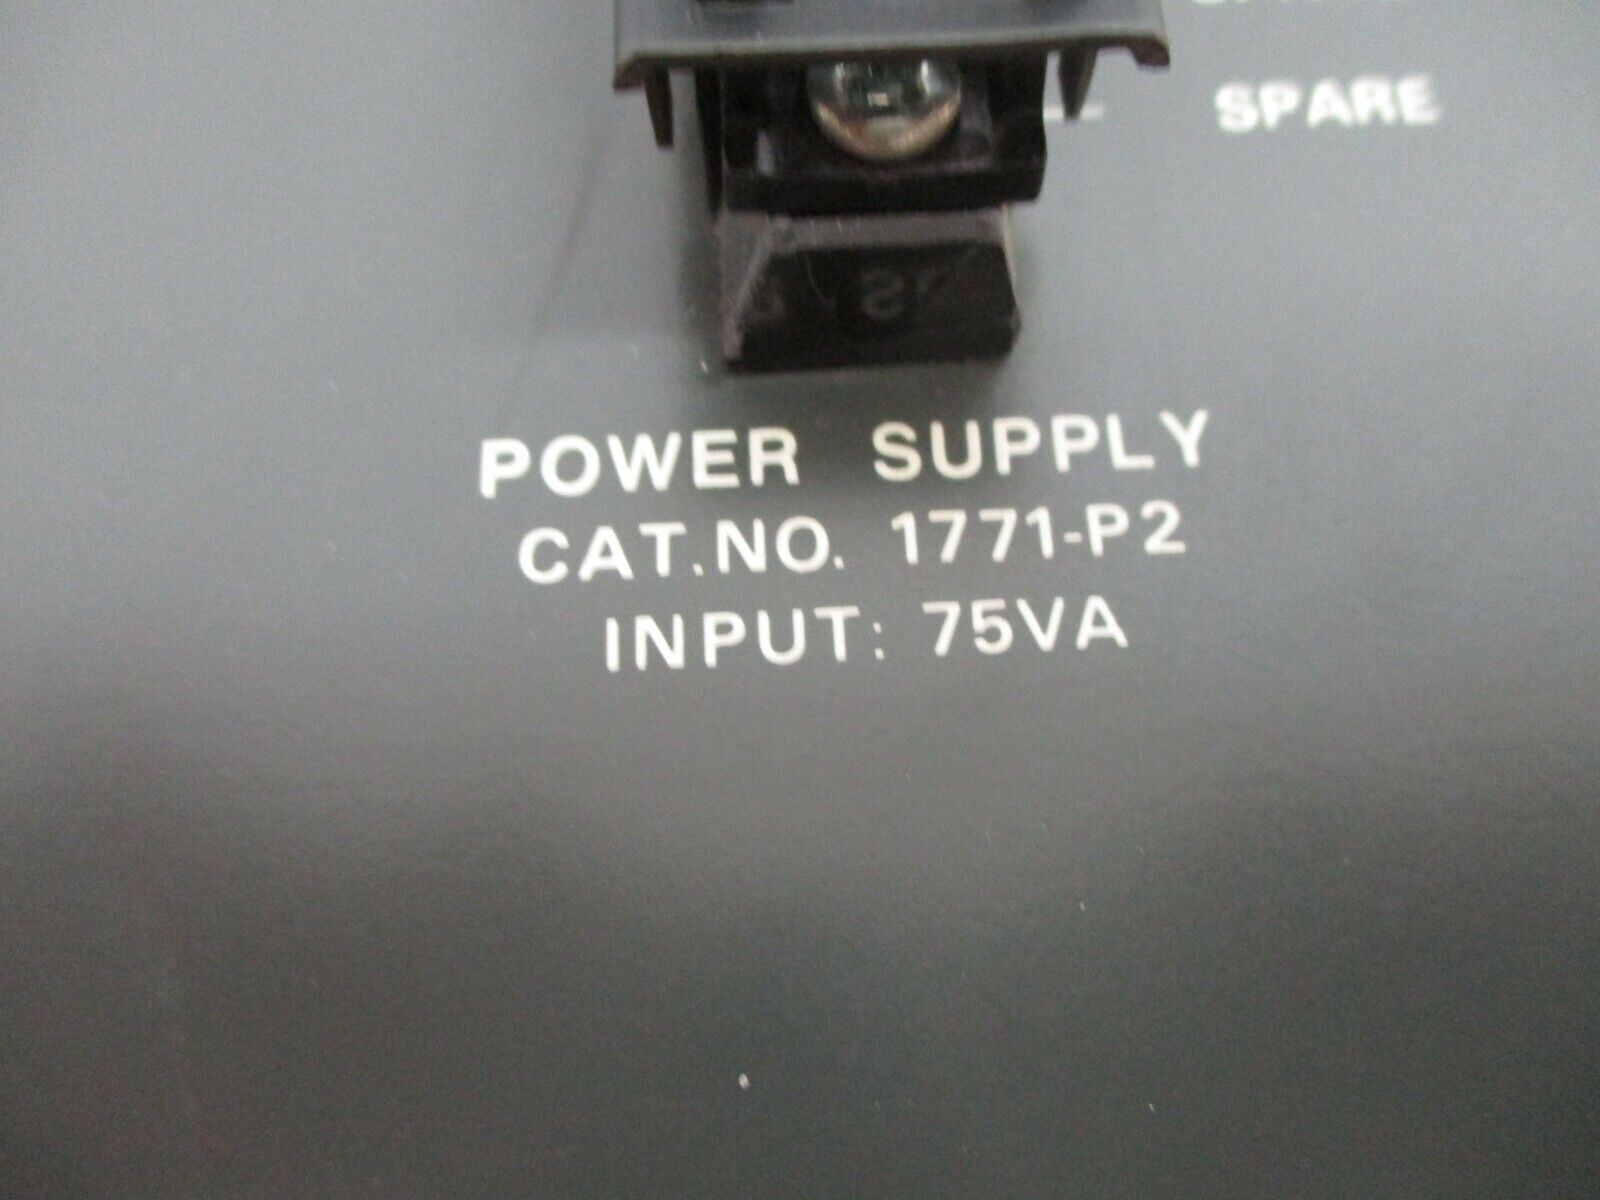 SPARE
POWER SUPPLY
CAT.NO. 1771-P2
INPUT: 75VA